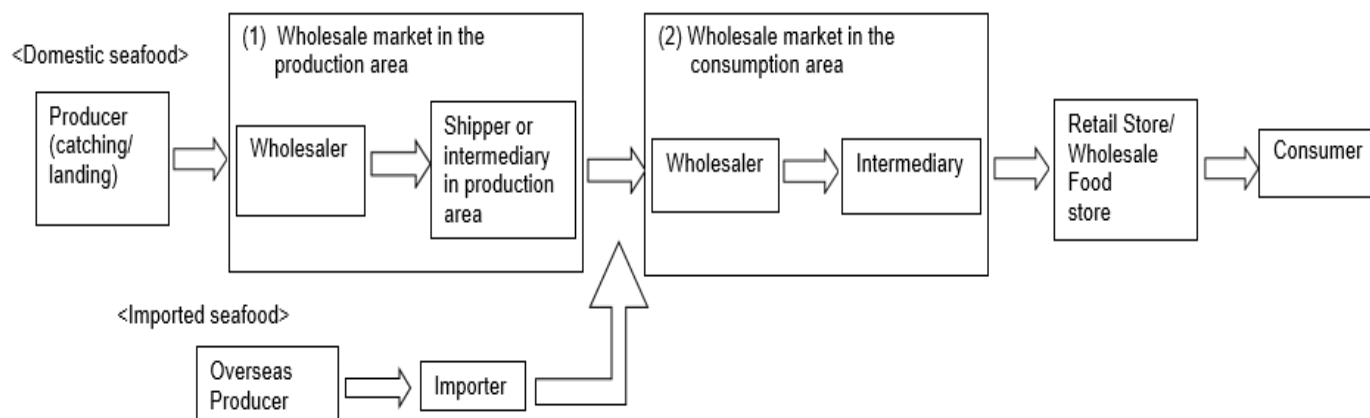 <Domestic seafood>
Producer
(catching/
landing)
(1) Wholesale market in the
production area
Wholesaler
Shipper or
intermediary
in production
area
(2) Wholesale market in the
consumption area
Wholesaler
Intermediary
Retail Store/
Wholesale
Food
store
Consumer
<Imported seafood>
Overseas
Producer
Importer